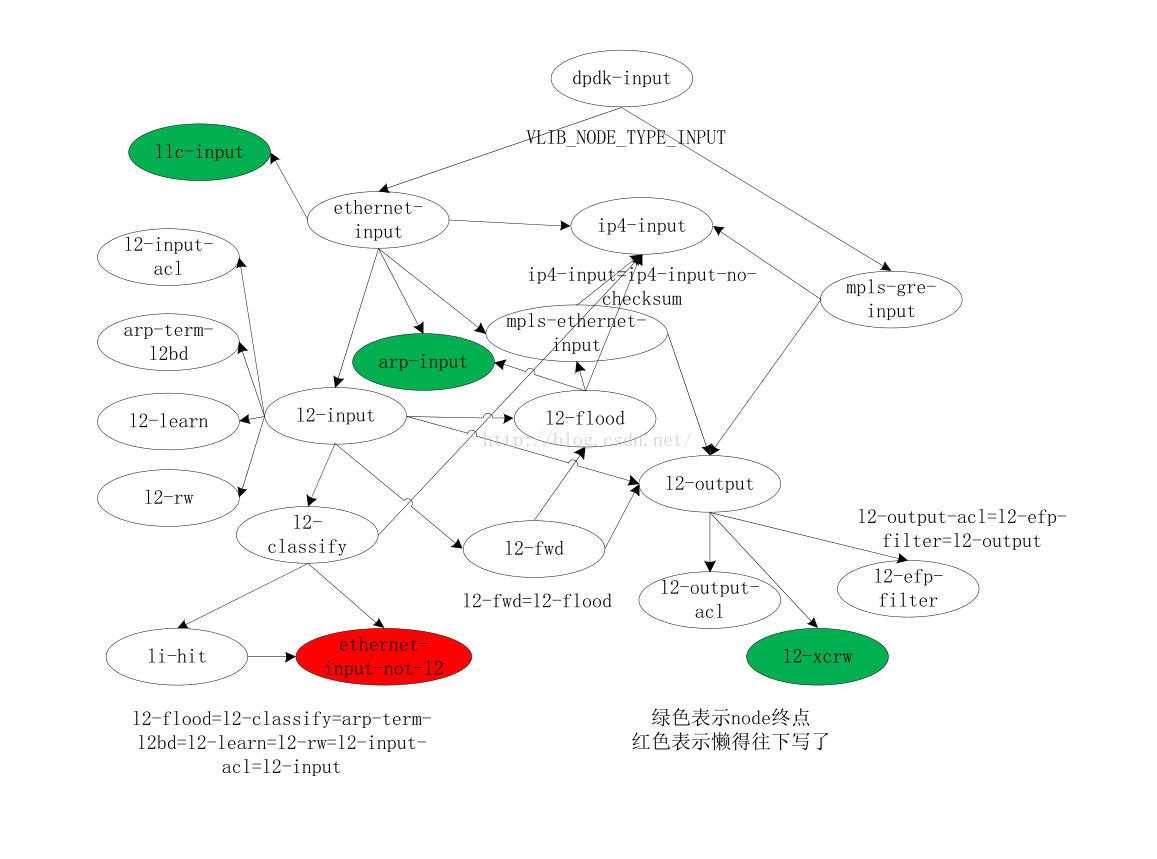 dpdk-input
VLIB_NODE_TYPE_INPUT
llc-input
ethernet-
input
ip4-input
l2-input-
acl
ip4-input=ip4-input-no-
checksum
mpls-gre-
input
arp-term-
l2bd
mpls-ethernet-
input
arp-input
l2-learn
l2-input
l2-flood
http://blog.csdn.net/
l2-rw
l2-output
l2-
classify
l2-fwd
l2-output-acl=l2-efp-
filter=l2-output
l2-fwd=l2-flood
l2-output-
acl
l2-efp-
filter
li-hit
ethernet-
input-not-l2
l2-xcrw
l2-flood=l2-classify=arp-term-
l2bd=l2-learn=l2-rw=l2-input-
acl=l2-input
绿色表示node终点
红色表示懒得往下写了